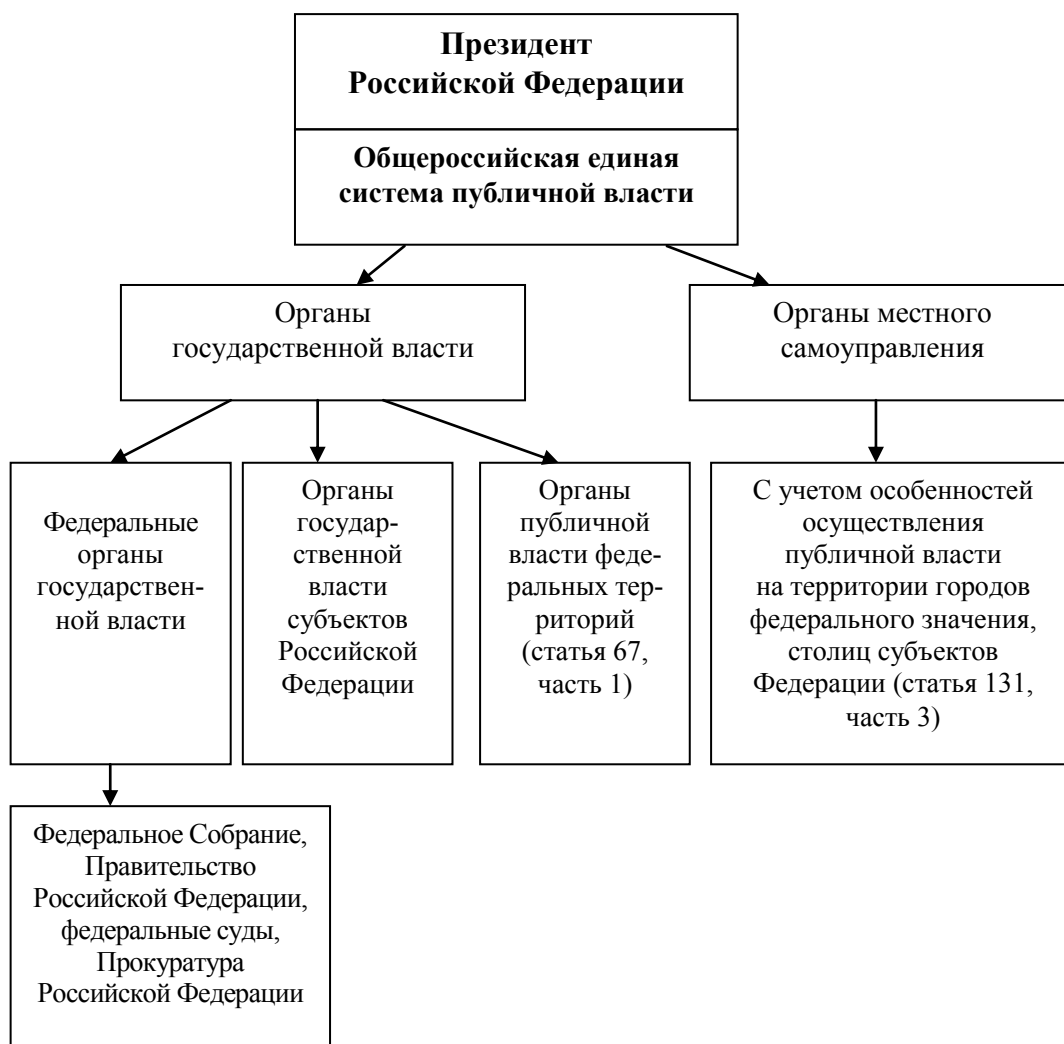 Президент
Российской Федерации
Общероссийская единая
система публичной власти
Органы
государственной власти
Органы местного
самоуправления
Федеральные
органы
государствен-
ной власти
Органы
государ-
ственной
власти
субъектов
Российской
Федерации
Органы
публичной
власти феде-
ральных тер-
риторий
(статья 67,
часть 1)
С учетом особенностей
осуществления
публичной власти
на территории городов
федерального значения,
столиц субъектов
Федерации (статья 131,
часть 3)
Федеральное Собрание,
Правительство
Российской Федерации,
федеральные суды,
Прокуратура
Российской Федерации